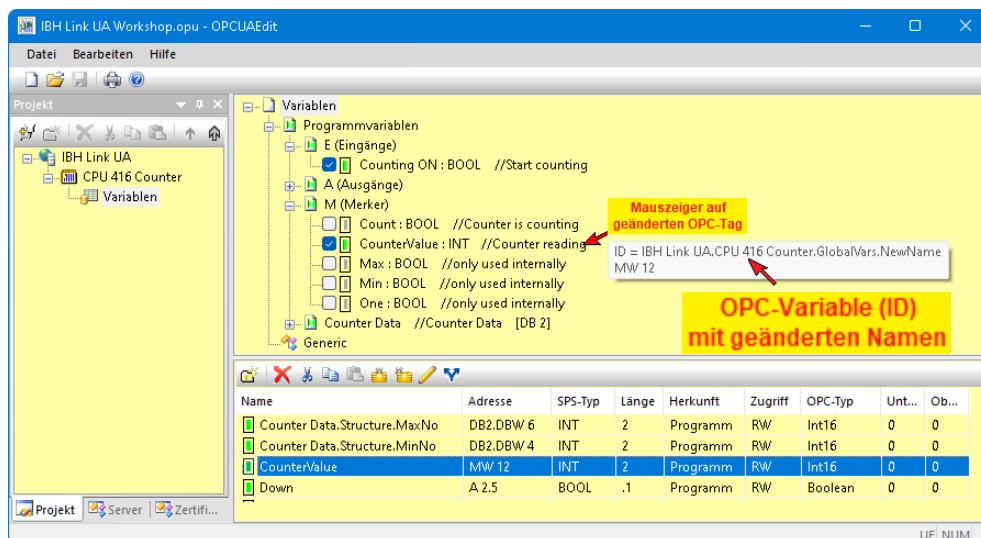 IBH Link UA Workshop.opu - OPCUAEdit
Datei Bearbeiten Hilfe
Projekt
IBH Link UA
CPU 416 Counter
Variablen
Projekt Server Zertifi...
Variablen
Programmvariablen
E (Eingänge)
Counting ON : BOOL //Start counting
A (Ausgänge)
M (Merker)
Count : BOOL //Counter is counting
CounterValue : INT //Counter reading
Max : BOOL //only used internally
Min : BOOL //only used internally
One : BOOL //only used internally
Counter Data //Counter Data [DB 2]
Generic
Mauszeiger auf
geänderten OPC-Tag
ID = IBH Link UA.CPU 416 Counter.GlobalVars.NewName
MW 12
OPC-Variable (ID)
mit geänderten Namen
Name Adresse SPS-Typ Länge Herkunft Zugriff OPC-Typ Unt... Ob...
Counter Data.Structure.MaxNo DB2.DBW 6 INT 2 Programm RW Int16 0 0
Counter Data.Structure.MinNo DB2.DBW 4 INT 2 Programm RW Int16 0 0
CounterValue MW 12 INT 2 Programm RW Int16 0 0
Down A 2.5 BOOL .1 Programm RW Boolean 0 0
NUM